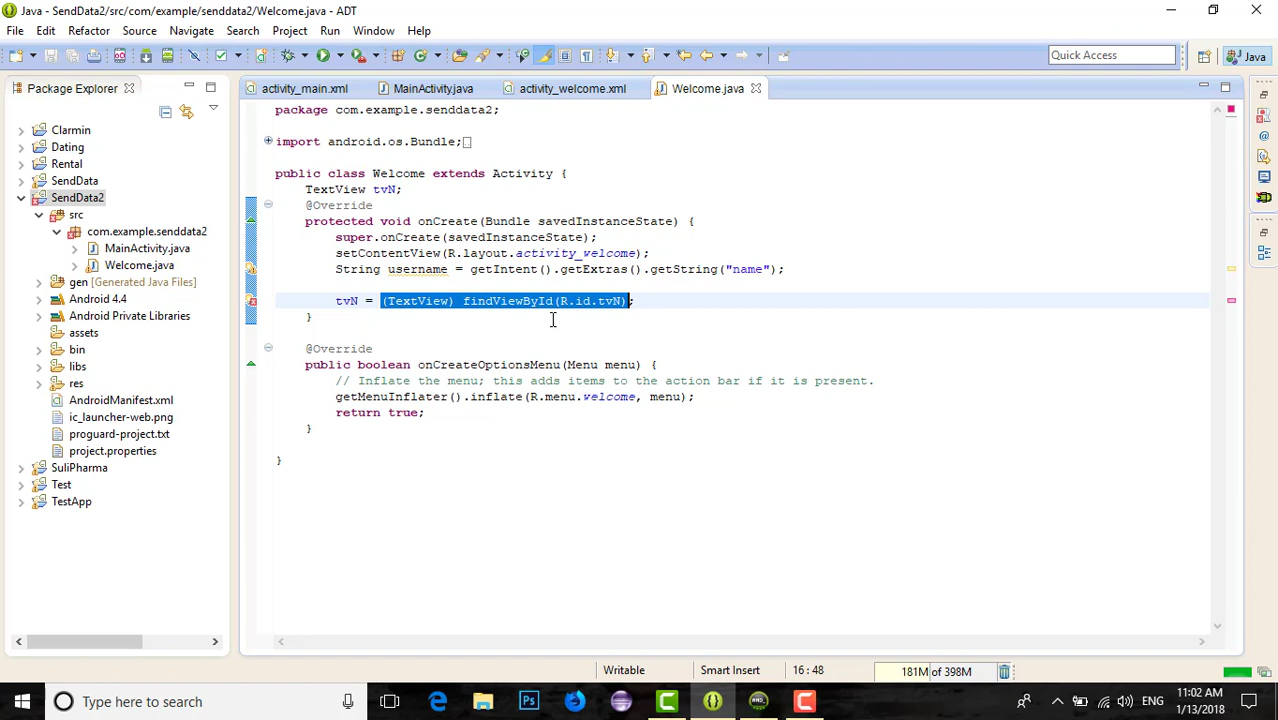 Java - SendData2/src/com/example/senddata2/Welcome.java - ADT
File Edit Refactor Source Navigate Search Project Run Window Help
Quick Access
Java
Package Explorer
activity_main.xml
MainActivity.java
activity_welcome.xml
Welcome.java
Clarmin
Dating
Rental
SendData
SendData2
src
com.example.senddata2
MainActivity.java
Welcome.java
gen [Generated Java Files]
Android 4.4
Android Private Libraries
assets
bin
libs
res
AndroidManifest.xml
ic_launcher-web.png
proguard-project.txt
project.properties
SuliPharma
Test
TestApp
package com.example.senddata2;
import android.os.Bundle;
public class Welcome extends Activity {
TextView tvN;
@Override
protected void onCreate(Bundle savedInstanceState) {
super.onCreate(savedInstanceState);
setContentView(R.layout.activity_welcome);
String username = getIntent().getExtras().getString("name");
tvN = (TextView) findViewById(R.id.tvN);
}
@Override
public boolean onCreateOptionsMenu(Menu menu) {
// Inflate the menu; this adds items to the action bar if it is present.
getMenuInflater().inflate(R.menu.welcome, menu);
return true;
}
}
Writable
Smart Insert
16 : 48
181M of 398M
Type here to search
ENG
11:02 AM
1/13/2018